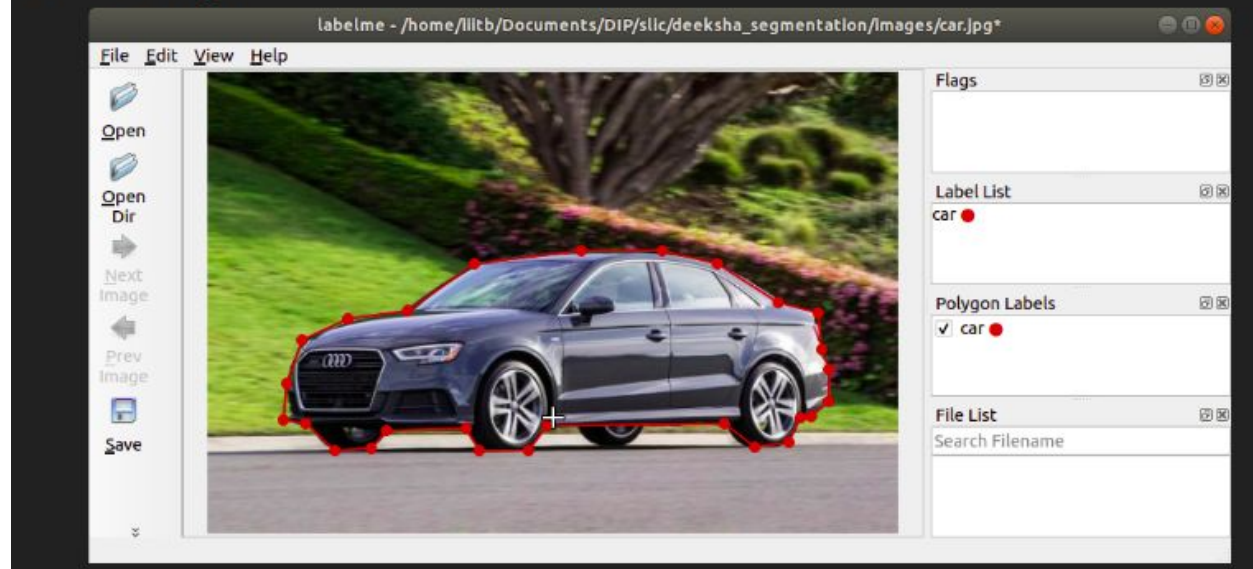 labelme - /home/iiitb/Documents/DIP/slic/deeksha_segmentation/images/car.jpg*
File Edit View Help
Open
Open
Dir
Next
Image
Prev
Image
Save
Flags
Label List
car
Polygon Labels
car
File List
Search Filename